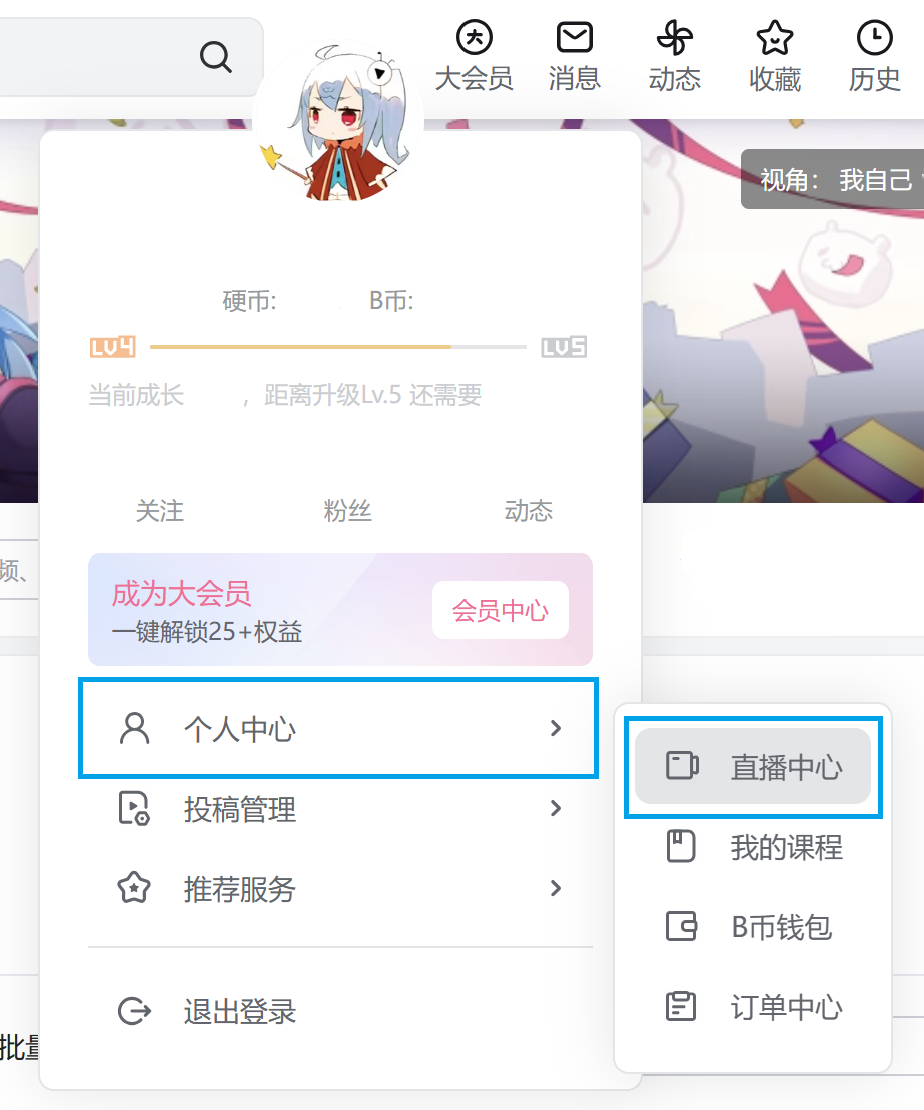 大会员 消息 动态 收藏 历史
视角： 我自己
硬币: B币:
LV4 LV5
当前成长 ，距离升级Lv.5 还需要
关注 粉丝 动态
成为大会员
一键解锁25+权益
会员中心
频、
个人中心
投稿管理
推荐服务
退出登录
直播中心
我的课程
B币钱包
订单中心
批量